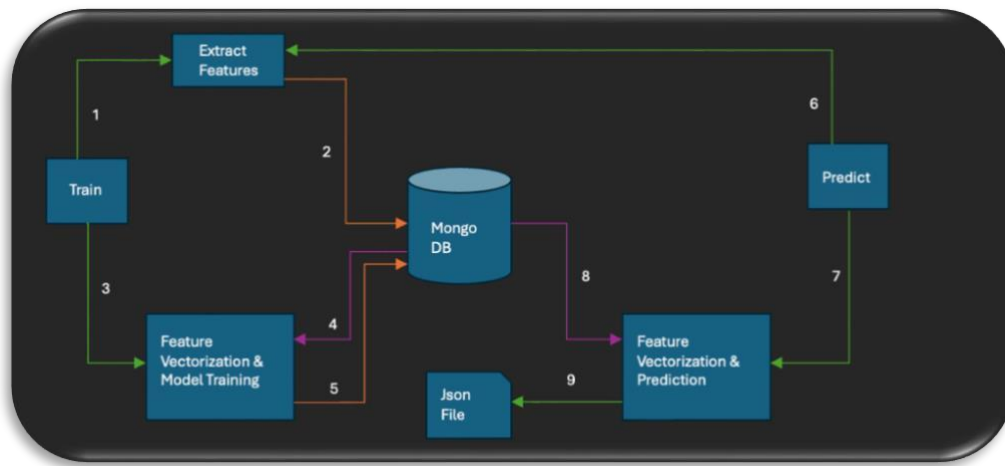 Extract
Features
1
6
2
Train
Predict
Mongo
DB
3
8
7
4
Feature
Vectorization &
Model Training
Feature
Vectorization &
Prediction
5
9
Json
File